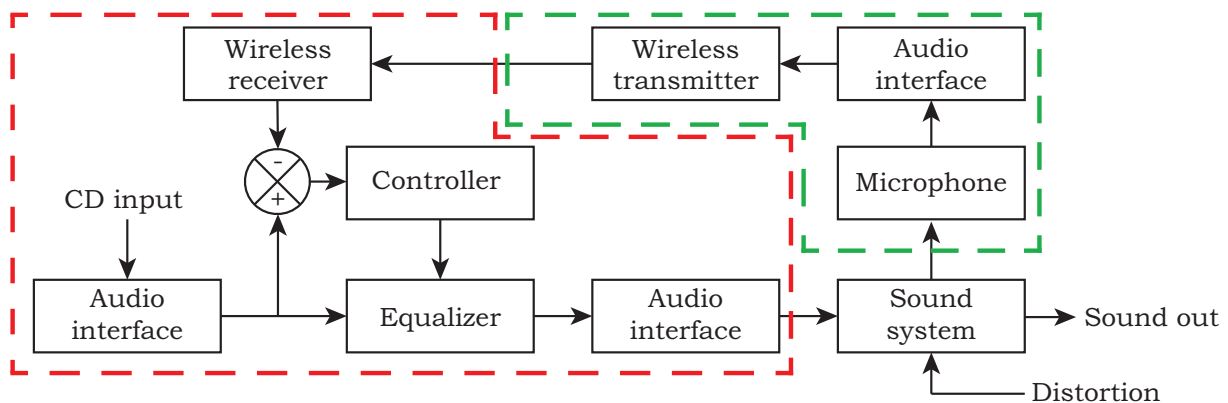 Wireless
receiver
Wireless
transmitter
Audio
interface
-
+
Controller
Microphone
CD input
Audio
interface
Equalizer
Audio
interface
Sound
system
Sound out
Distortion